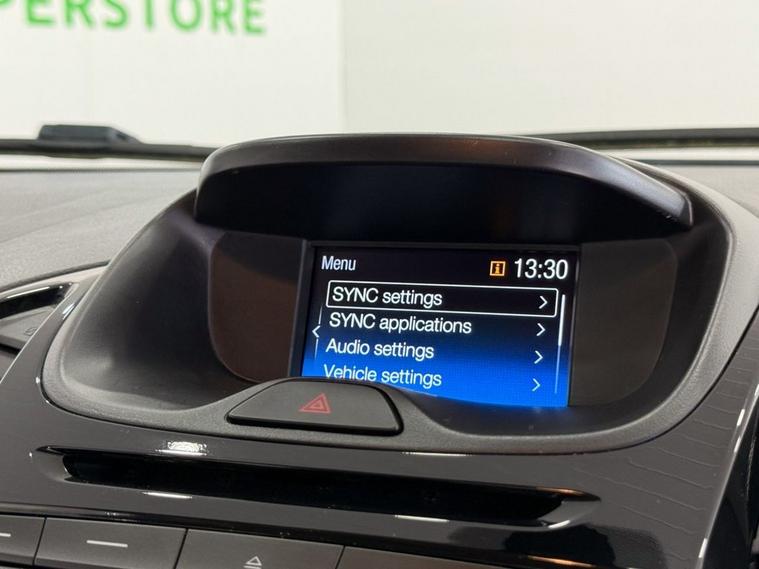 PERSTORE
Menu
13:30
SYNC settings
SYNC applications
Audio settings
Vehicle settings